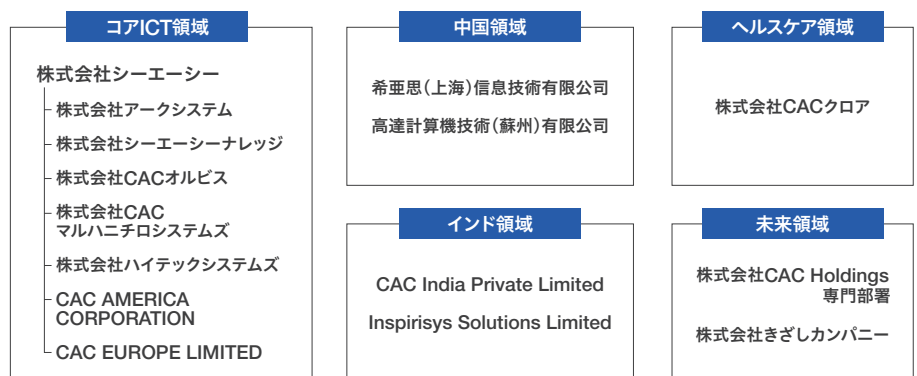 コアICT領域
株式会社シーエーシー
株式会社アークシステム
株式会社シーエーシーナレッジ
株式会社CACオルビス
株式会社CAC
マルハニチロシステムズ
株式会社ハイテックシステムズ
CAC AMERICA
CORPORATION
CAC EUROPE LIMITED
中国領域
希亜思(上海)信息技術有限公司
高達計算機技術(蘇州)有限公司
ヘルスケア領域
株式会社CACクロア
インド領域
CAC India Private Limited
Inspirisys Solutions Limited
未来領域
株式会社CAC Holdings
専門部署
株式会社きざしカンパニー